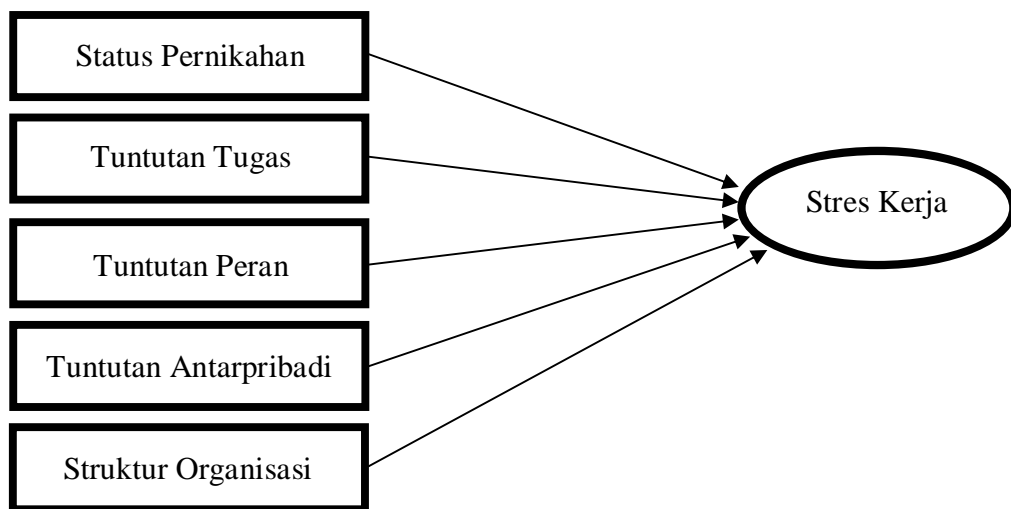 Status Pernikahan
Tuntutan Tugas
Stres Kerja
Tuntutan Peran
Tuntutan Antarpribadi
Struktur Organisasi